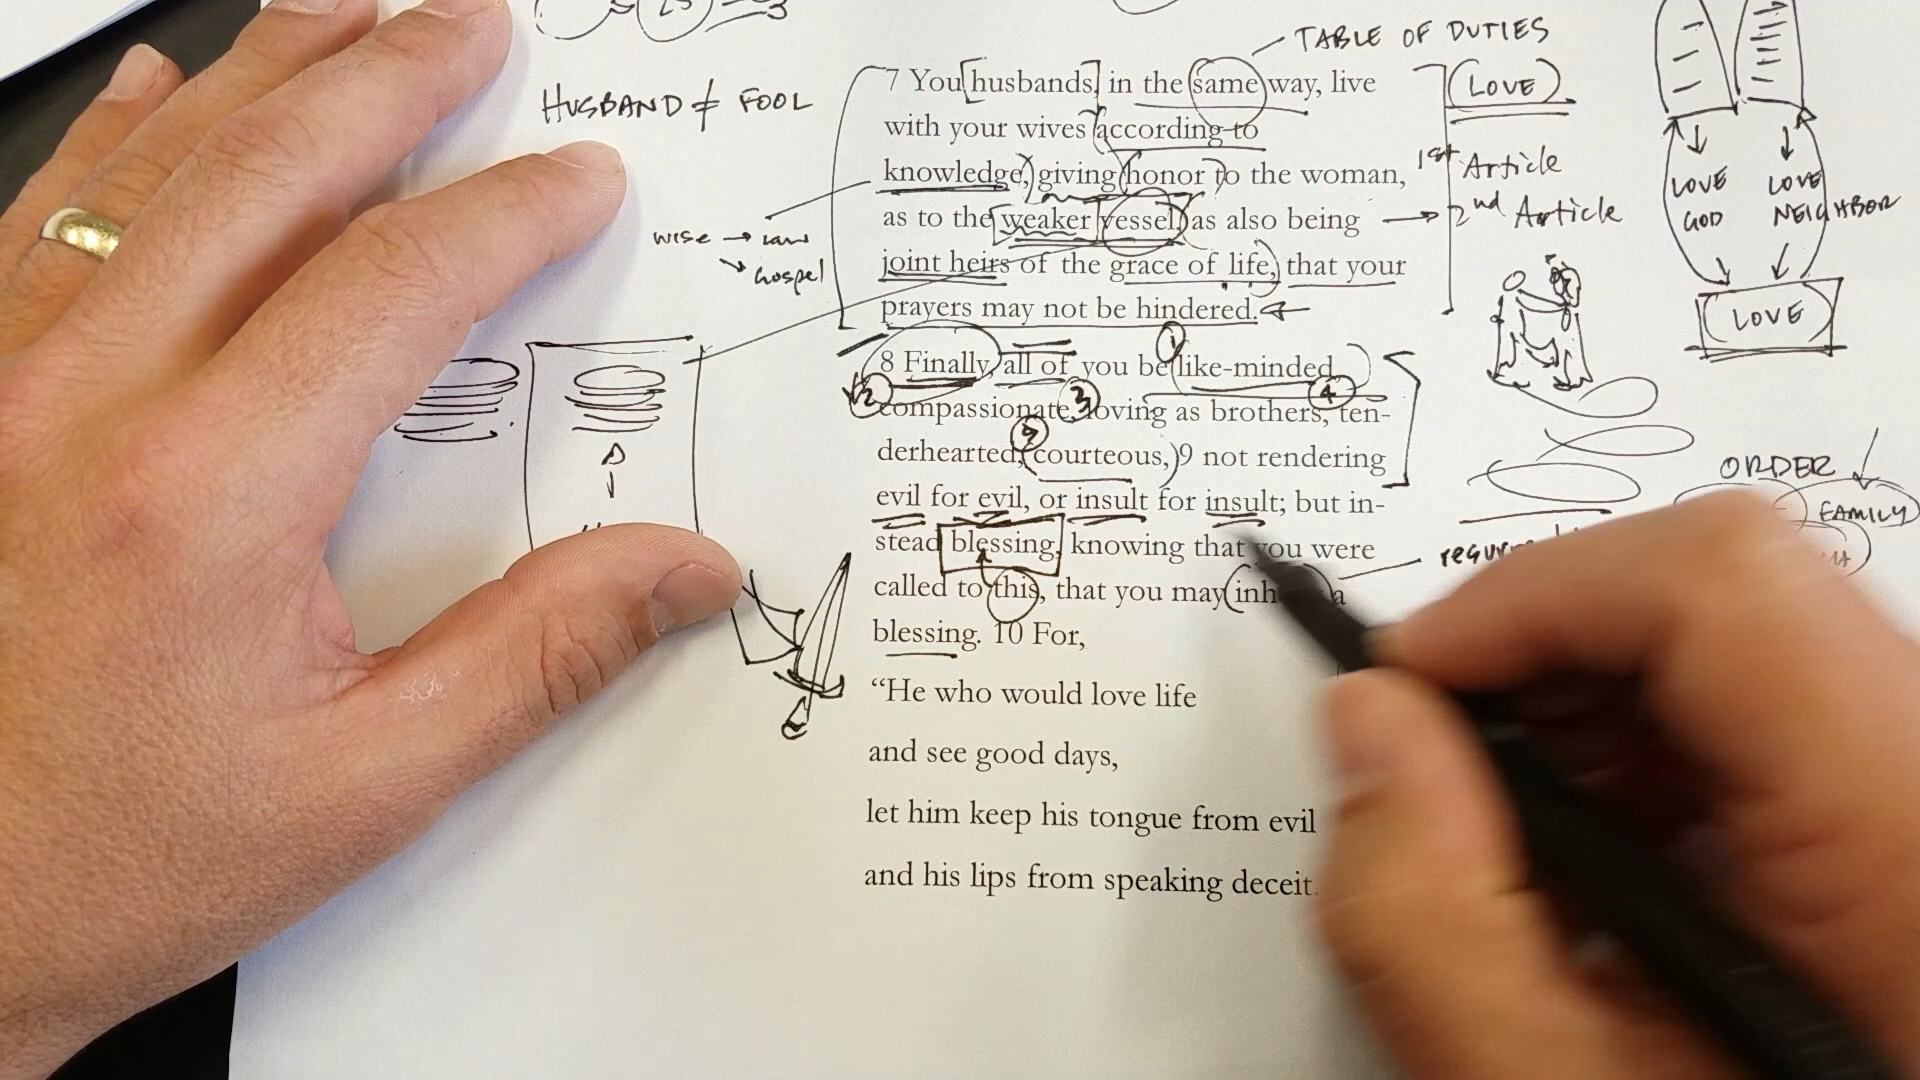 TABLE OF DUTIES
HUSBAND ≠ FOOL
7 You husbands, in the same way, live
with your wives according to
knowledge, giving honor to the woman,
as to the weaker vessel, as also being
joint heirs of the grace of life, that your
prayers may not be hindered.
8 Finally, all of you be like-minded,
compassionate, loving as brothers, ten-
derhearted, courteous, 9 not rendering
evil for evil, or insult for insult; but in-
stead blessing, knowing that you were
called to this, that you may a
blessing. 10 For,
“He who would love life
and see good days,
let him keep his tongue from evil
and his lips from speaking deceit.
wise → law
→ Gospel
1
2
3
4
5
(LOVE)
1st Article
→ 2nd Article
LOVE GOD
LOVE NEIGHBOR
LOVE
ORDER
FAMILY